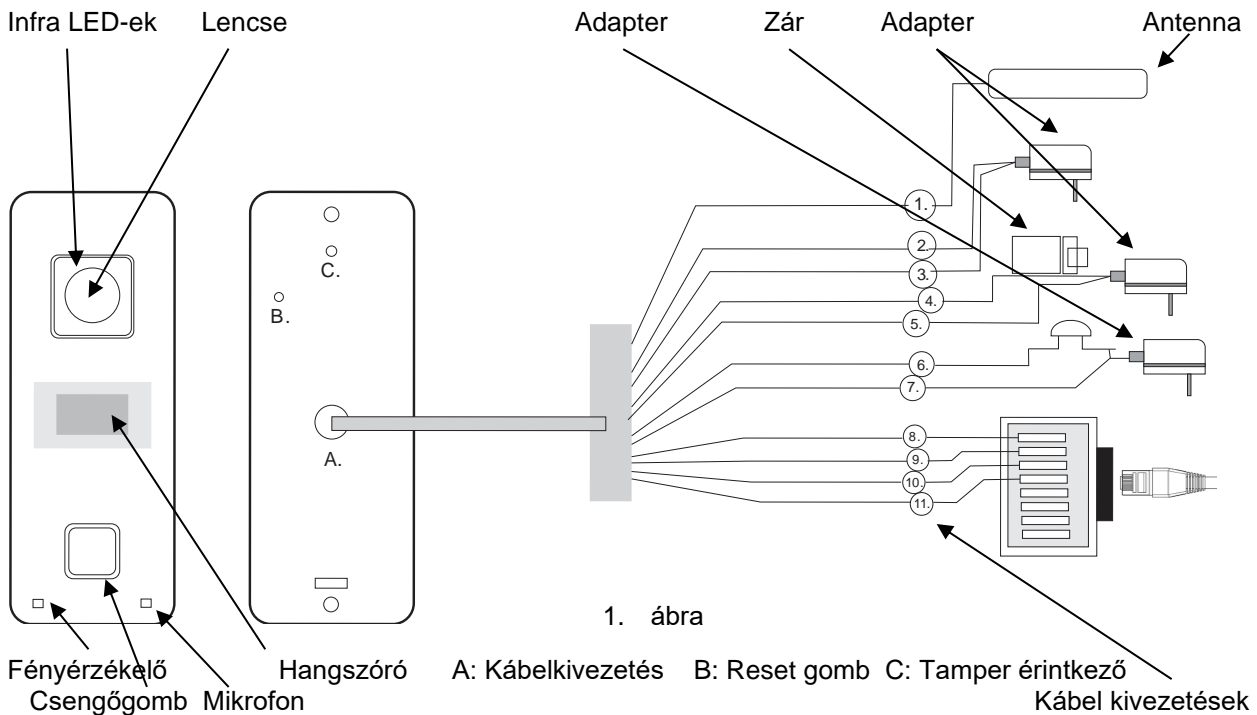 Infra LED-ek Lencse Adapter Zár Adapter Antenna
1.
2.
C.
3.
B.
4.
5.
6.
7.
8.
A.
9.
10.
11.
1. ábra
Fényérzékelő Hangszóró A: Kábelkivezetés B: Reset gomb C: Tamper érintkező
Csengőgomb Mikrofon Kábel kivezetések